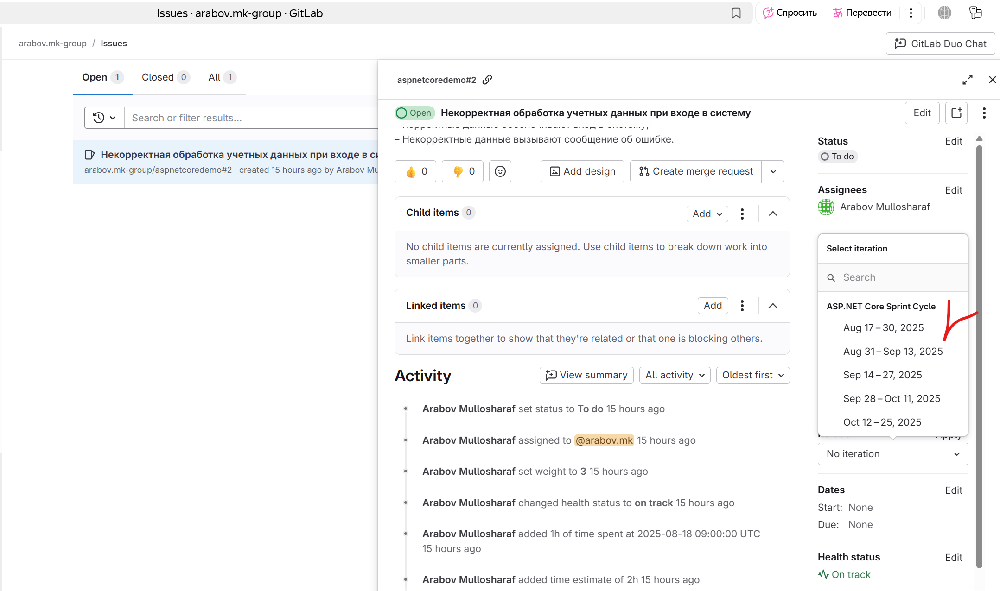 Issues · arabov.mk-group · GitLab
Спросить
Перевести
arabov.mk-group / Issues
GitLab Duo Chat
Open 1
Closed 0
All 1
Search or filter results...
Некорректная обработка учетных данных при входе в си
arabov.mk-group/aspnetcoredemo#2 · created 15 hours ago by Arabov Mu
aspnetcoredemo#2
Open
Некорректная обработка учетных данных при входе в систему
Edit
– Некорректные данные вызывают сообщение об ошибке.
👍 0
👎 0
Add design
Create merge request
Child items 0
Add
No child items are currently assigned. Use child items to break down work into
smaller parts.
Linked items 0
Add
Link items together to show that they're related or that one is blocking others.
Activity
View summary
All activity
Oldest first
Arabov Mullosharaf set status to To do 15 hours ago
Arabov Mullosharaf assigned to @arabov.mk 15 hours ago
Arabov Mullosharaf set weight to 3 15 hours ago
Arabov Mullosharaf changed health status to on track 15 hours ago
Arabov Mullosharaf added 1h of time spent at 2025-08-18 09:00:00 UTC
15 hours ago
Arabov Mullosharaf added time estimate of 2h 15 hours ago
Status
Edit
To do
Assignees
Edit
Arabov Mullosharaf
Select iteration
Search
ASP.NET Core Sprint Cycle
Aug 17 – 30, 2025
Aug 31 – Sep 13, 2025
Sep 14 – 27, 2025
Sep 28 – Oct 11, 2025
Oct 12 – 25, 2025
No iteration
Dates
Edit
Start: None
Due: None
Health status
Edit
On track